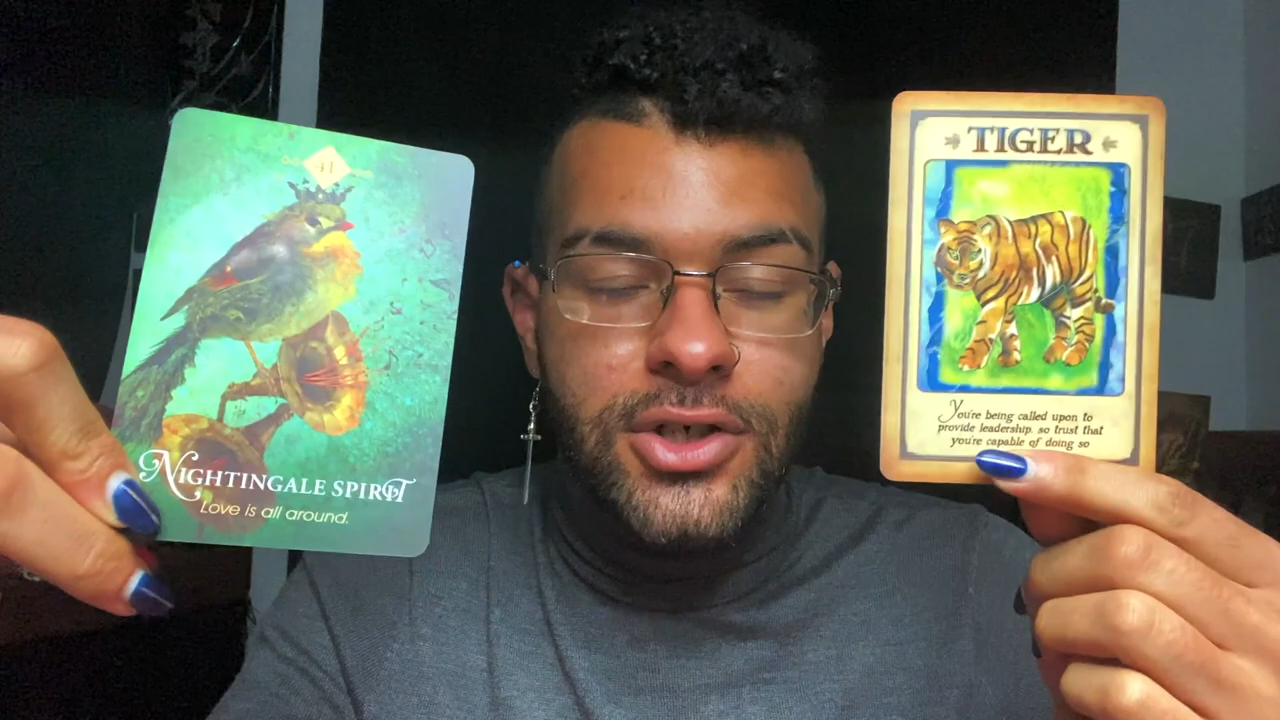 41
NIGHTINGALE SPIRIT
Love is all around.
TIGER
You're being called upon to
provide leadership, so trust that
you're capable of doing so